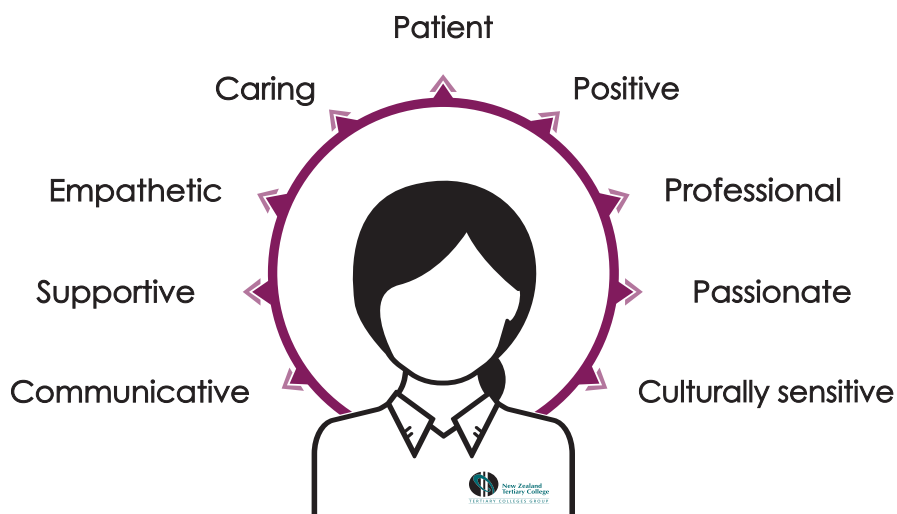 Patient
Caring
Positive
Empathetic
Professional
Supportive
Passionate
Communicative
Culturally sensitive
New Zealand
Tertiary College
TERTIARY COLLEGES GROUP